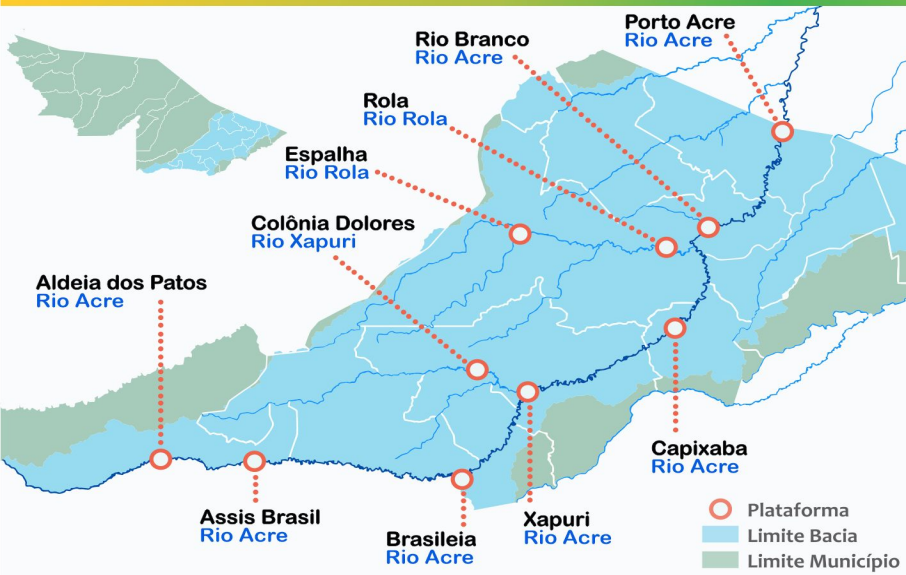 Porto Acre
Rio Acre
Rio Branco
Rio Acre
Rola
Rio Rola
Espalha
Rio Rola
Colônia Dolores
Rio Xapuri
Aldeia dos Patos
Rio Acre
Capixaba
Rio Acre
Assis Brasil
Rio Acre
Brasileia
Rio Acre
Xapuri
Rio Acre
Plataforma
Limite Bacia
Limite Município